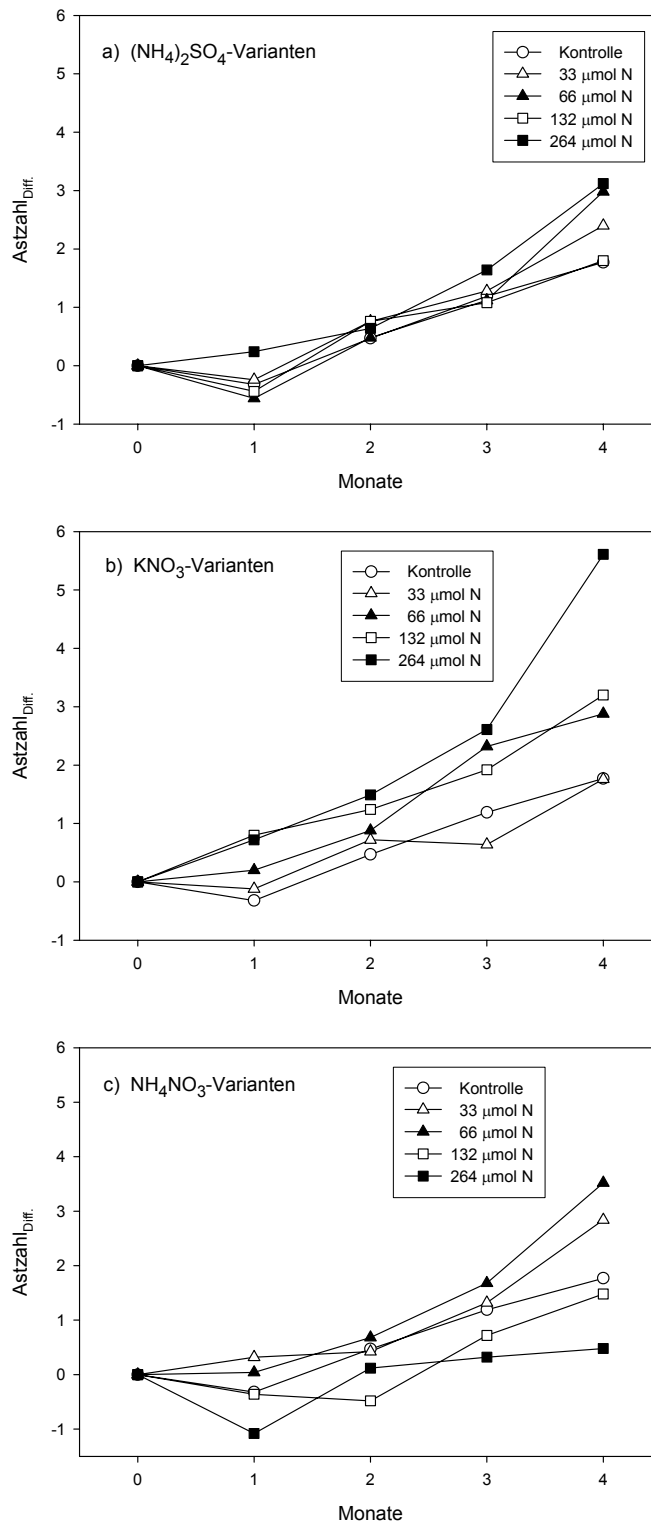 a) (NH4)2SO4-Varianten
Kontrolle
33 μmol N
66 μmol N
132 μmol N
264 μmol N
AstzahlDiff.
6
5
4
3
2
1
0
-1
0 1 2 3 4
Monate
b) KNO3-Varianten
Kontrolle
33 μmol N
66 μmol N
132 μmol N
264 μmol N
AstzahlDiff.
6
5
4
3
2
1
0
-1
0 1 2 3 4
Monate
c) NH4NO3-Varianten
Kontrolle
33 μmol N
66 μmol N
132 μmol N
264 μmol N
AstzahlDiff.
6
5
4
3
2
1
0
-1
0 1 2 3 4
Monate